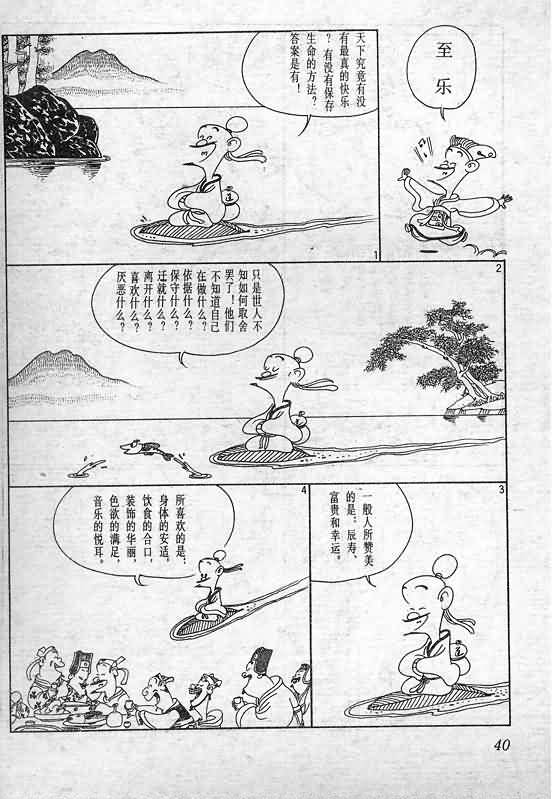 至乐
天下究竟有没
有最真的快乐
？有没有保存
生命的方法？
答案是有！
1
2
只是世人不
知如何取舍
罢了！他们
不知道自己
在做什么？
依据什么？
保守什么？
迁就什么？
离开什么？
喜欢什么？
厌恶什么？
3
一般人所赞美
的是：辰寿、
富贵和幸运。
4
所喜欢的是：
身体的安适，
饮食的合口，
装饰的华丽，
色欲的满足，
音乐的悦耳。
40